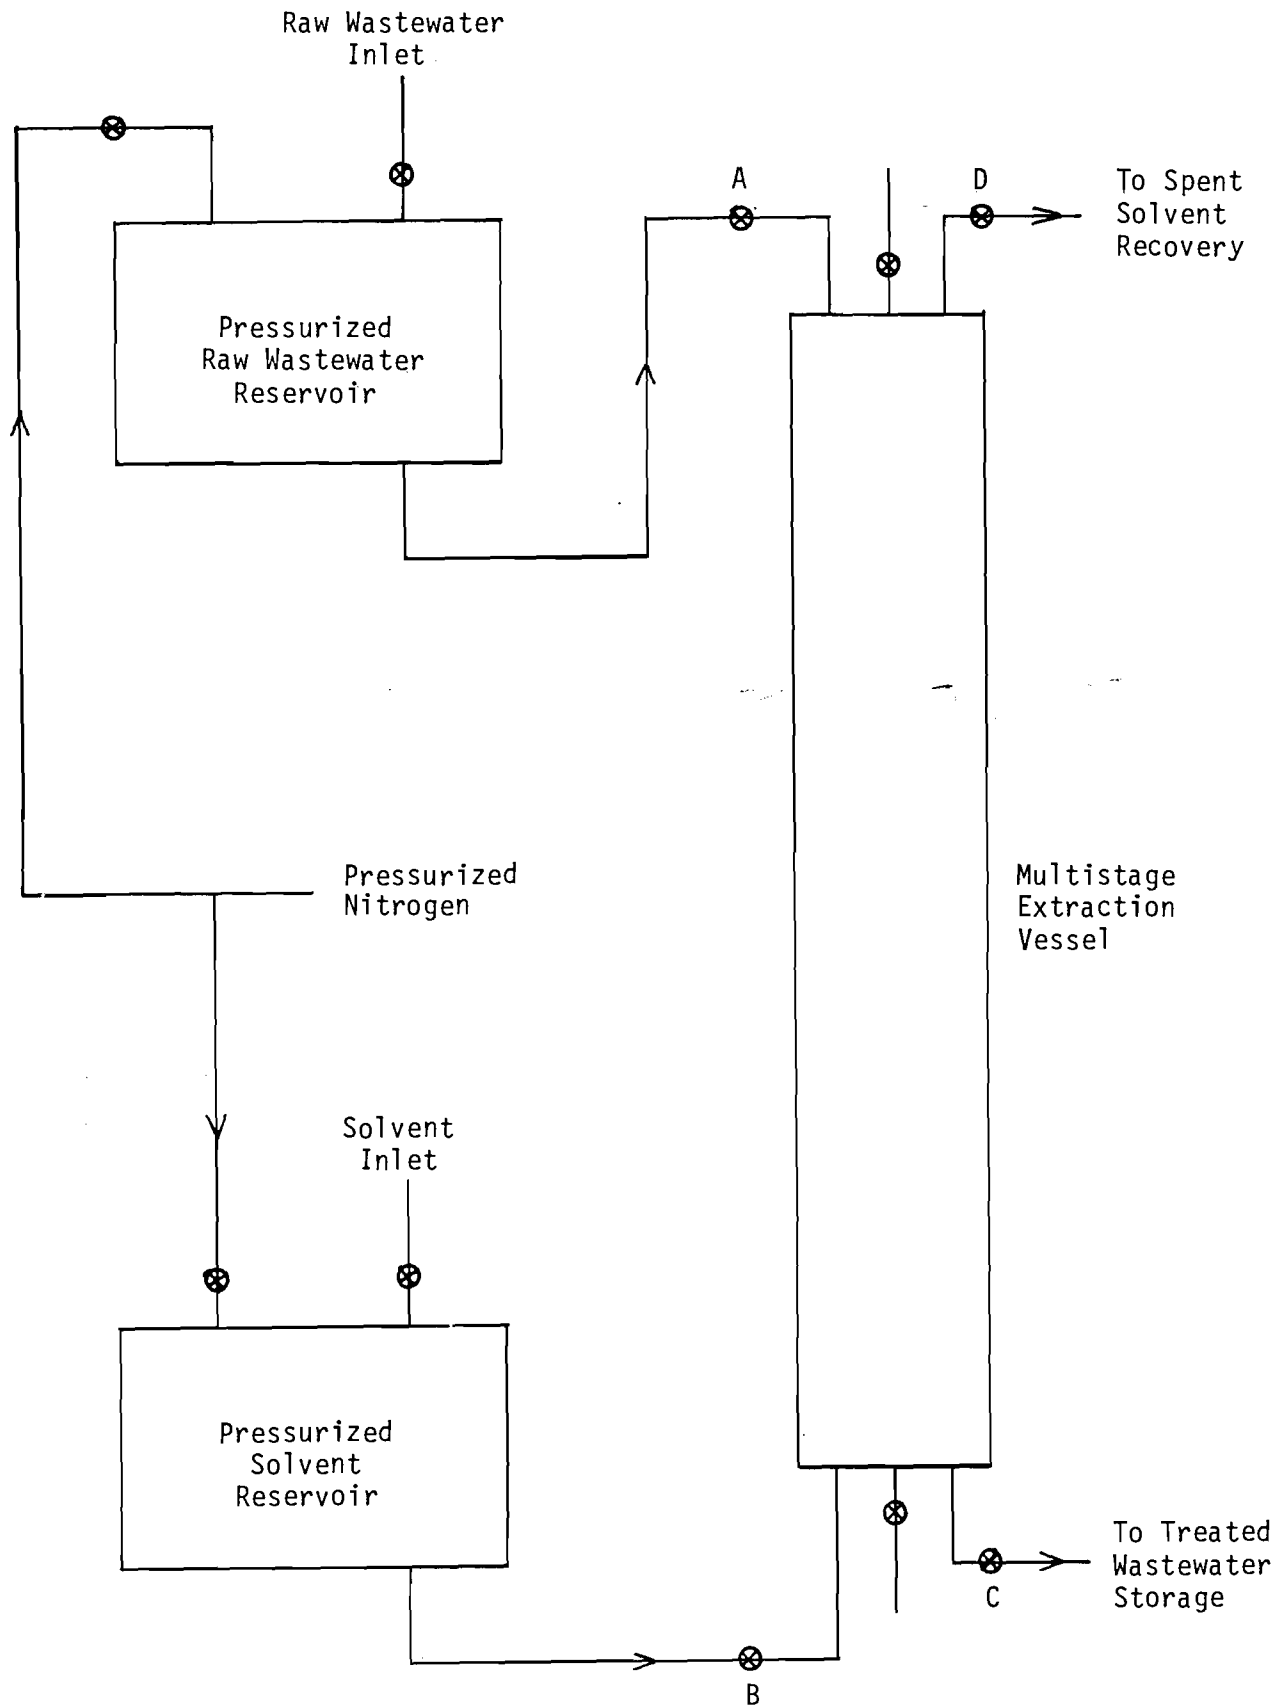 Raw Wastewater
Inlet
A
D
To Spent
Solvent
Recovery
Pressurized
Raw Wastewater
Reservoir
Pressurized
Nitrogen
Multistage
Extraction
Vessel
Solvent
Inlet
Pressurized
Solvent
Reservoir
To Treated
Wastewater
Storage
C
B